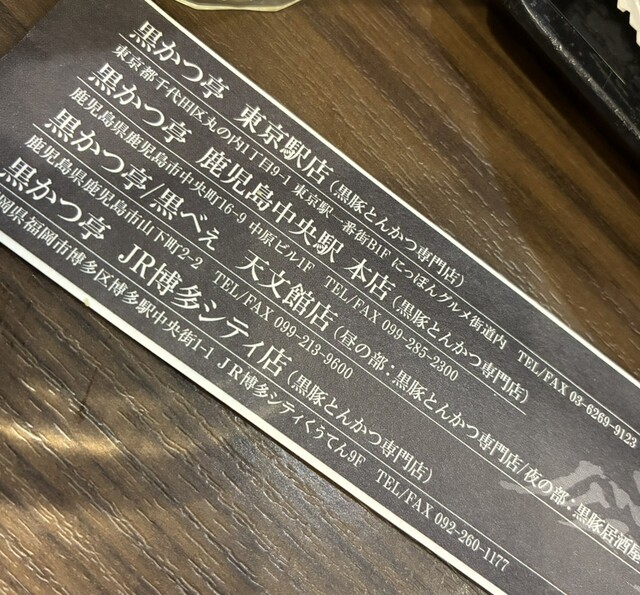 黒かつ亭 東京駅店(黒豚とんかつ専門店)
東京都千代田区丸の内1丁目9-1 東京駅一番街B1F にっぽんグルメ街道内 TEL/FAX 03-6269-9123
黒かつ亭 鹿児島中央駅 本店(黒豚とんかつ専門店)
鹿児島県鹿児島市中央町16-9 中原ビル1F TEL/FAX 099-285-2300
黒かつ亭/黒べぇ 天文館店(昼の部:黒豚とんかつ専門店/夜の部:黒豚居酒屋
鹿児島県鹿児島市山下町2-2 TEL/FAX 099-213-9600
黒かつ亭 JR博多シティ店(黒豚とんかつ専門店)
岡県福岡市博多区博多駅中央街1-1 JR博多シティくうてん9F TEL/FAX 092-260-1177